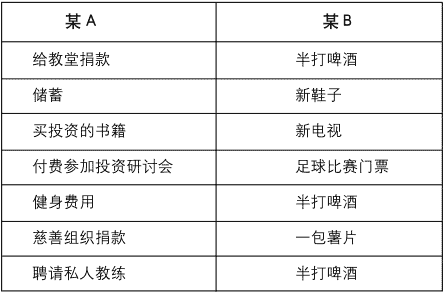 某A 某B
给教堂捐款 半打啤酒
储蓄 新鞋子
买投资的书籍 新电视
付费参加投资研讨会 足球比赛门票
健身费用 半打啤酒
慈善组织捐款 一包薯片
聘请私人教练 半打啤酒